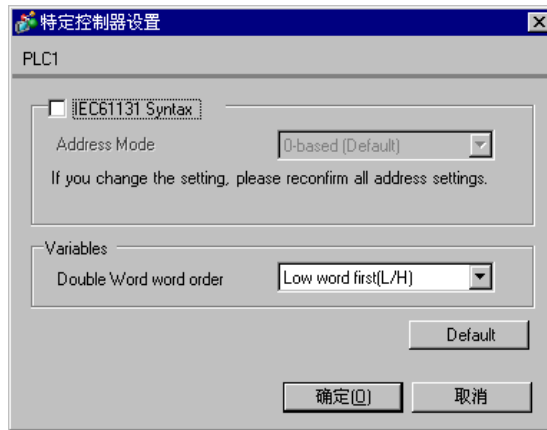 特定控制器设置
PLC1
IEC61131 Syntax
Address Mode 0-based (Default)
If you change the setting, please reconfirm all address settings.
Variables
Double Word word order Low word first(L/H)
Default
确定(O) 取消